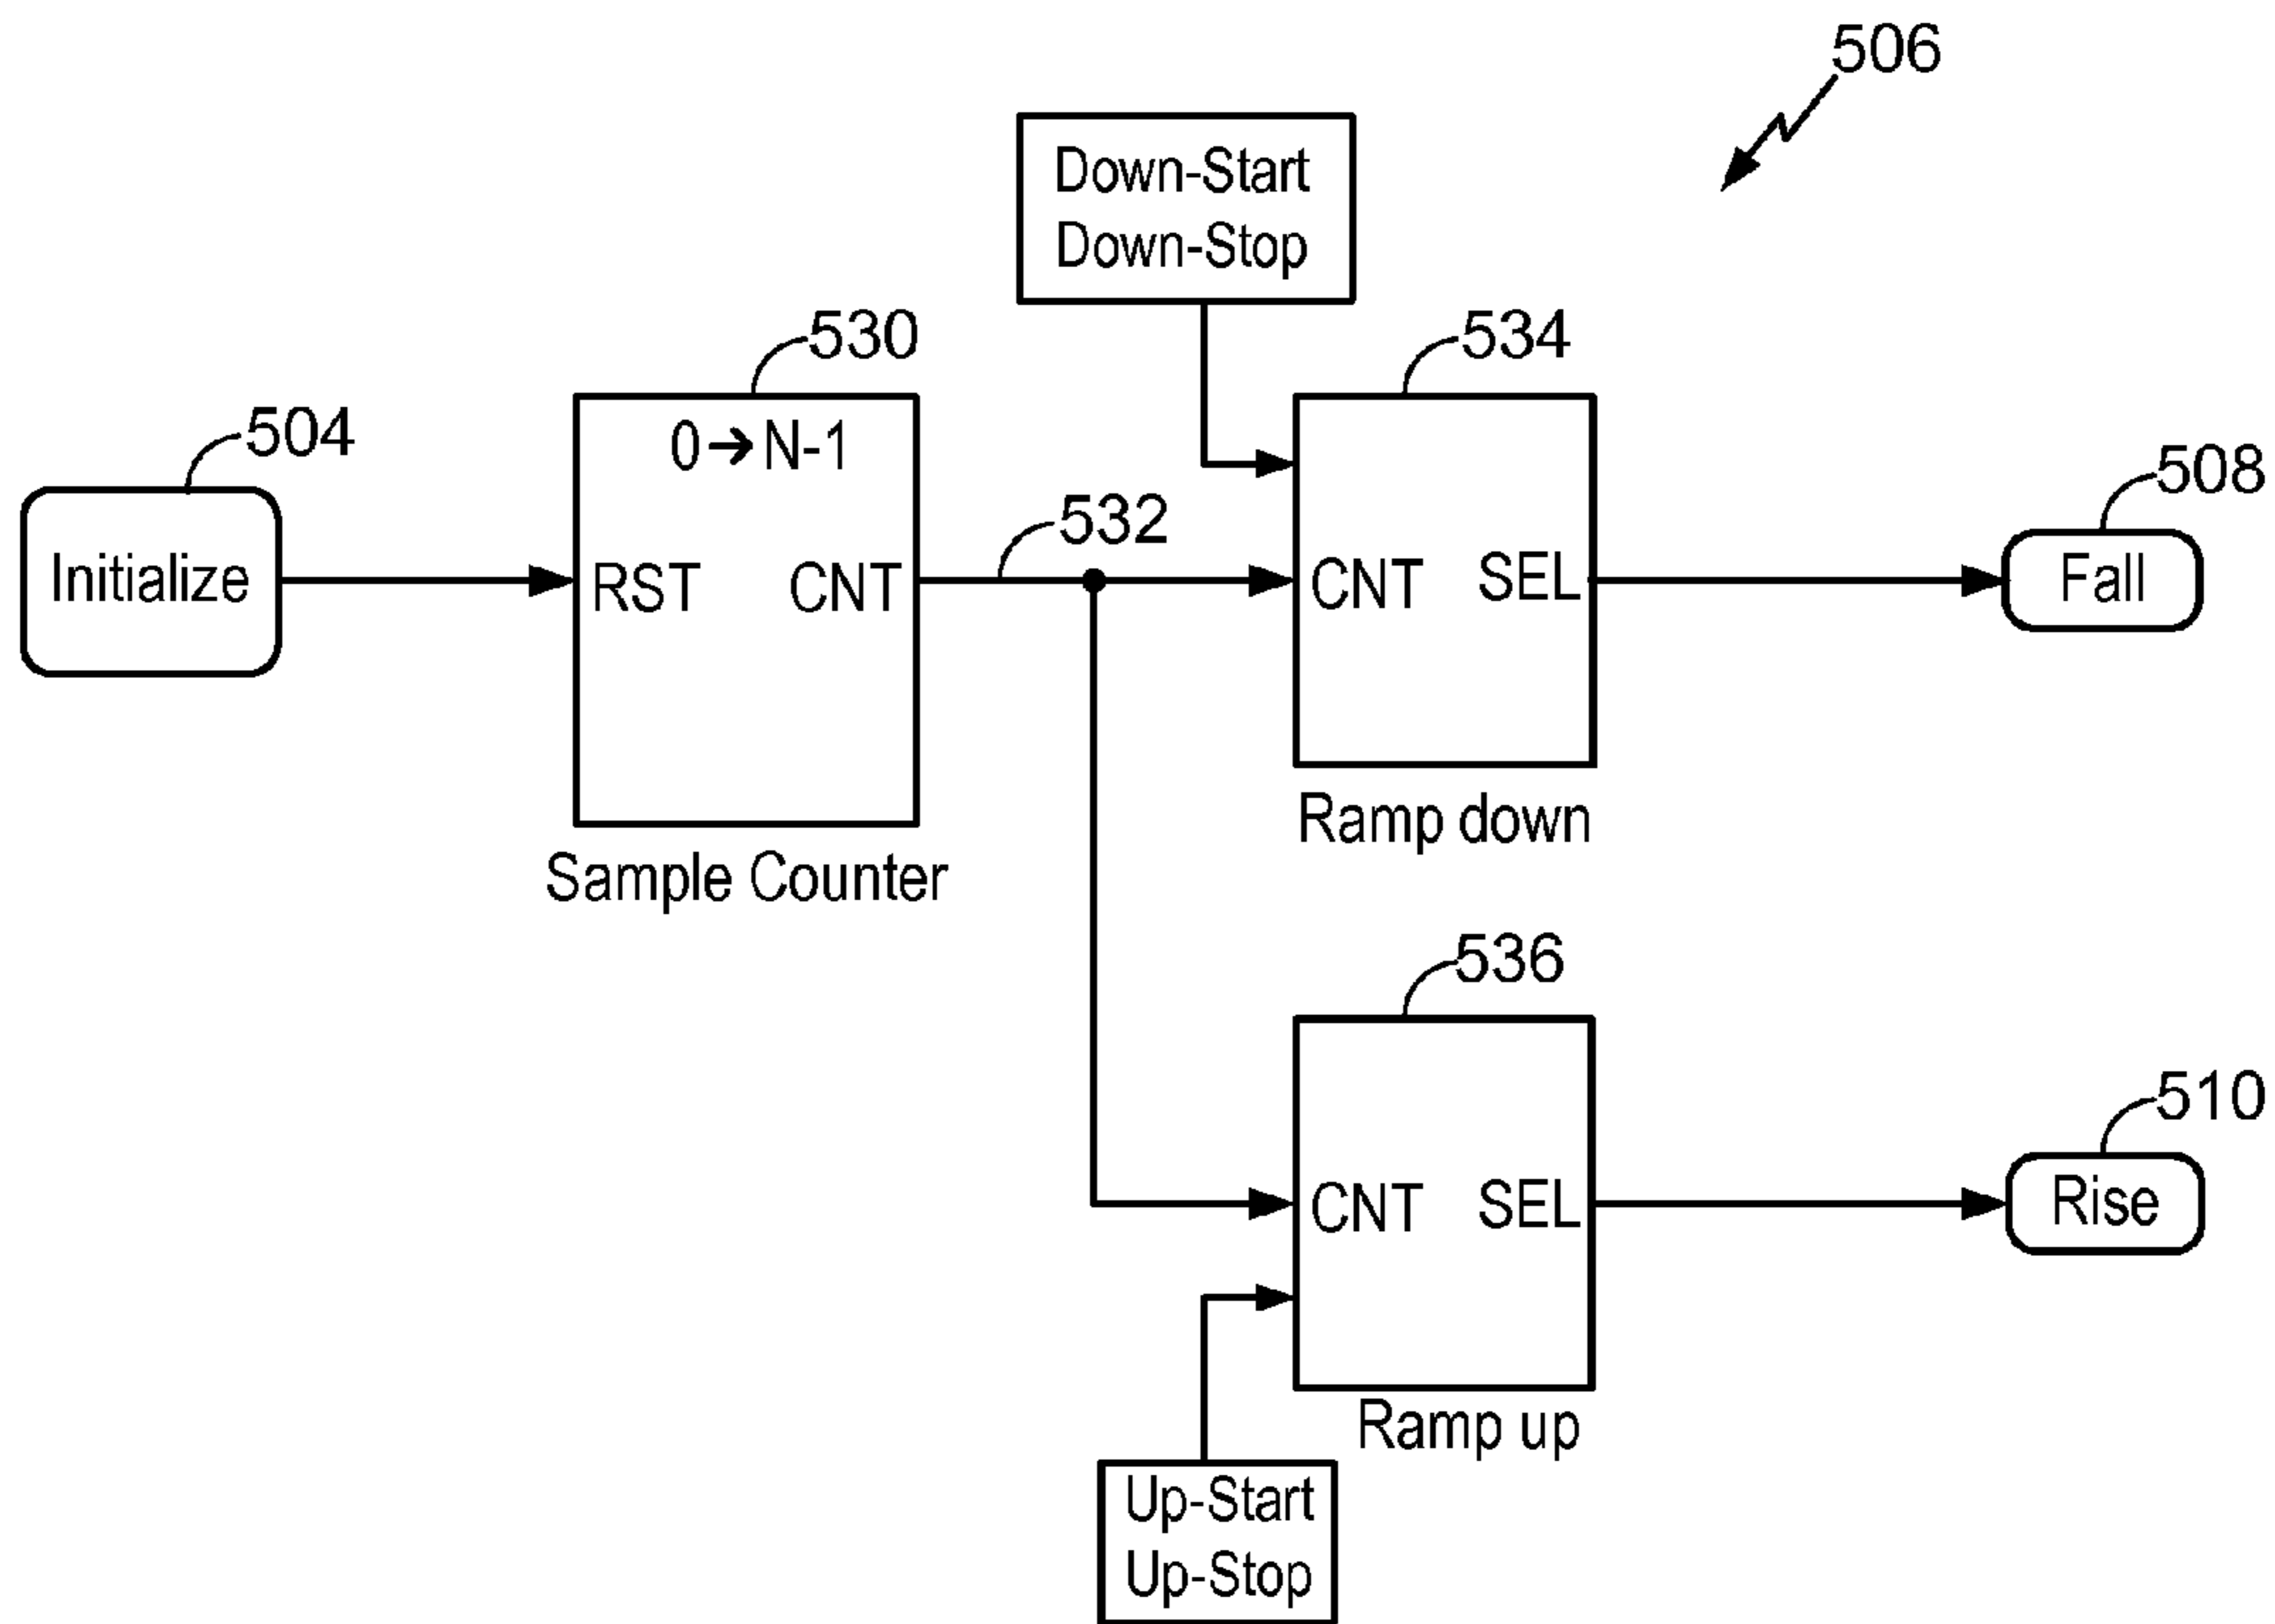 506
Down-Start
Down-Stop
530
534
504
0→N-1
508
532
Initialize
RST CNT
CNT SEL
Fall
Ramp down
Sample Counter
536
510
CNT SEL
Rise
Ramp up
Up-Start
Up-Stop